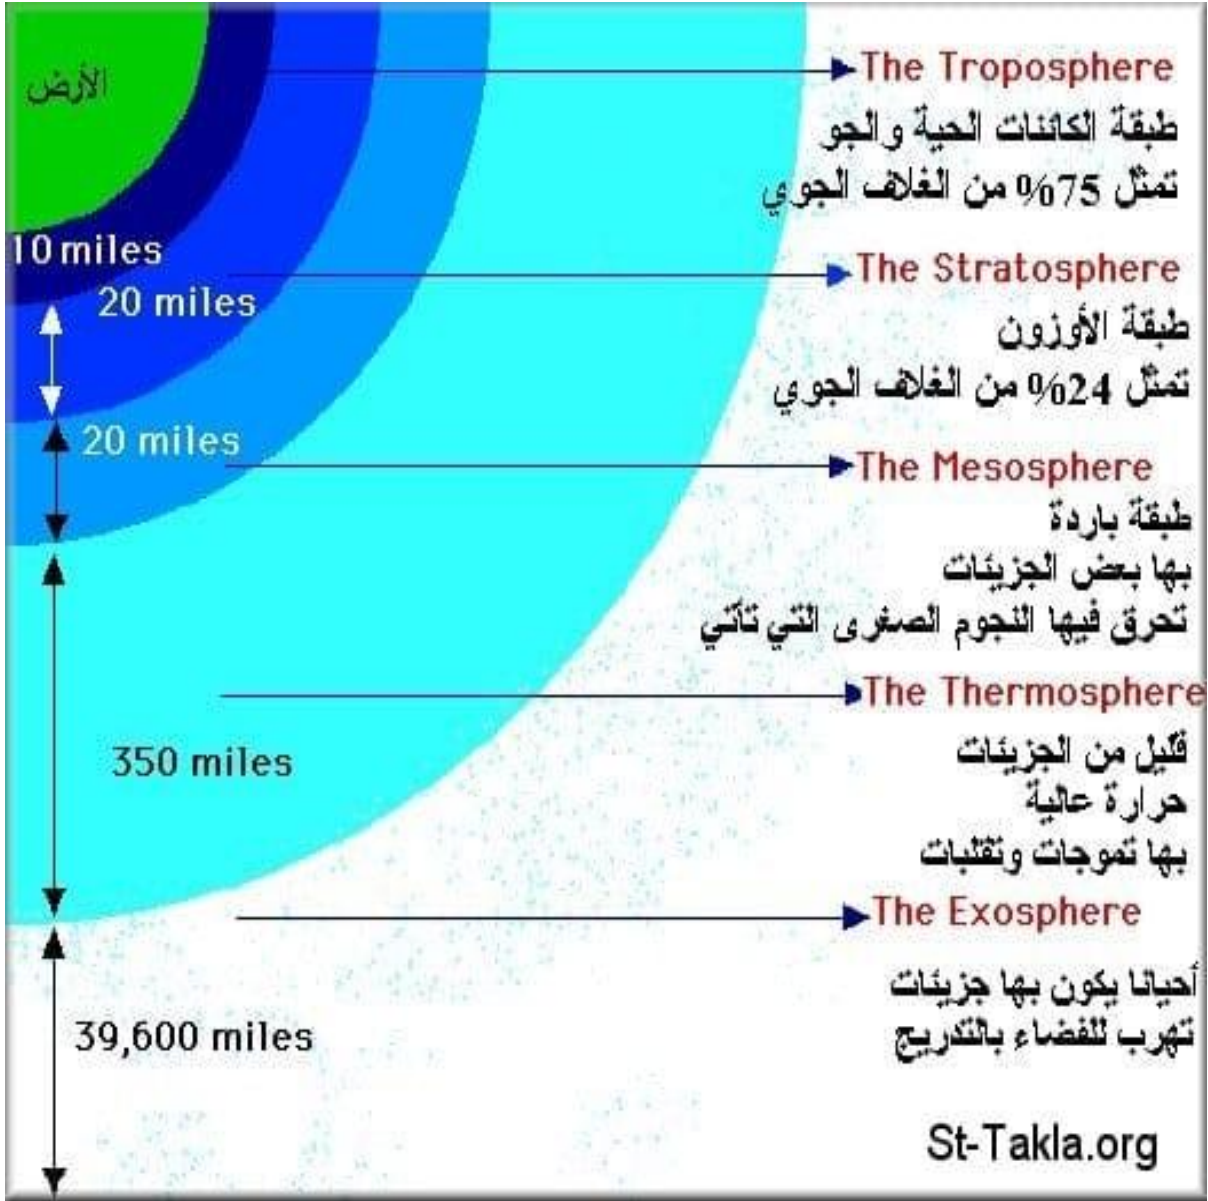 الأرض
The Troposphere
طبقة الكائنات الحية والجو
تمثل 75% من الغلاف الجوي
10 miles
The Stratosphere
20 miles
طبقة الأوزون
تمثل 24% من الغلاف الجوي
20 miles
The Mesosphere
طبقة باردة
بها بعض الجزيئات
تحرق فيها النجوم الصغرى التي تأتي
The Thermosphere
350 miles
قليل من الجزيئات
حرارة عالية
بها تموجات وتقلبات
The Exosphere
أحيانا يكون بها جزيئات
تهرب للفضاء بالتدريج
39,600 miles
St-Takla.org